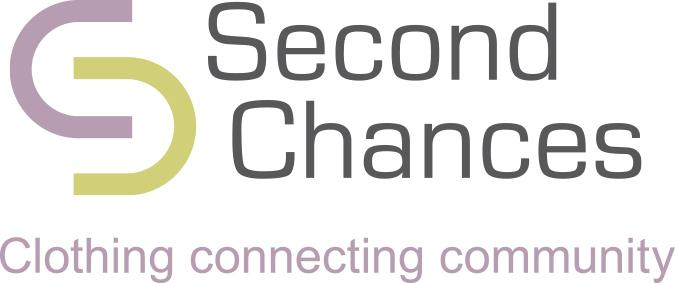 Second
Chances
Clothing connecting community